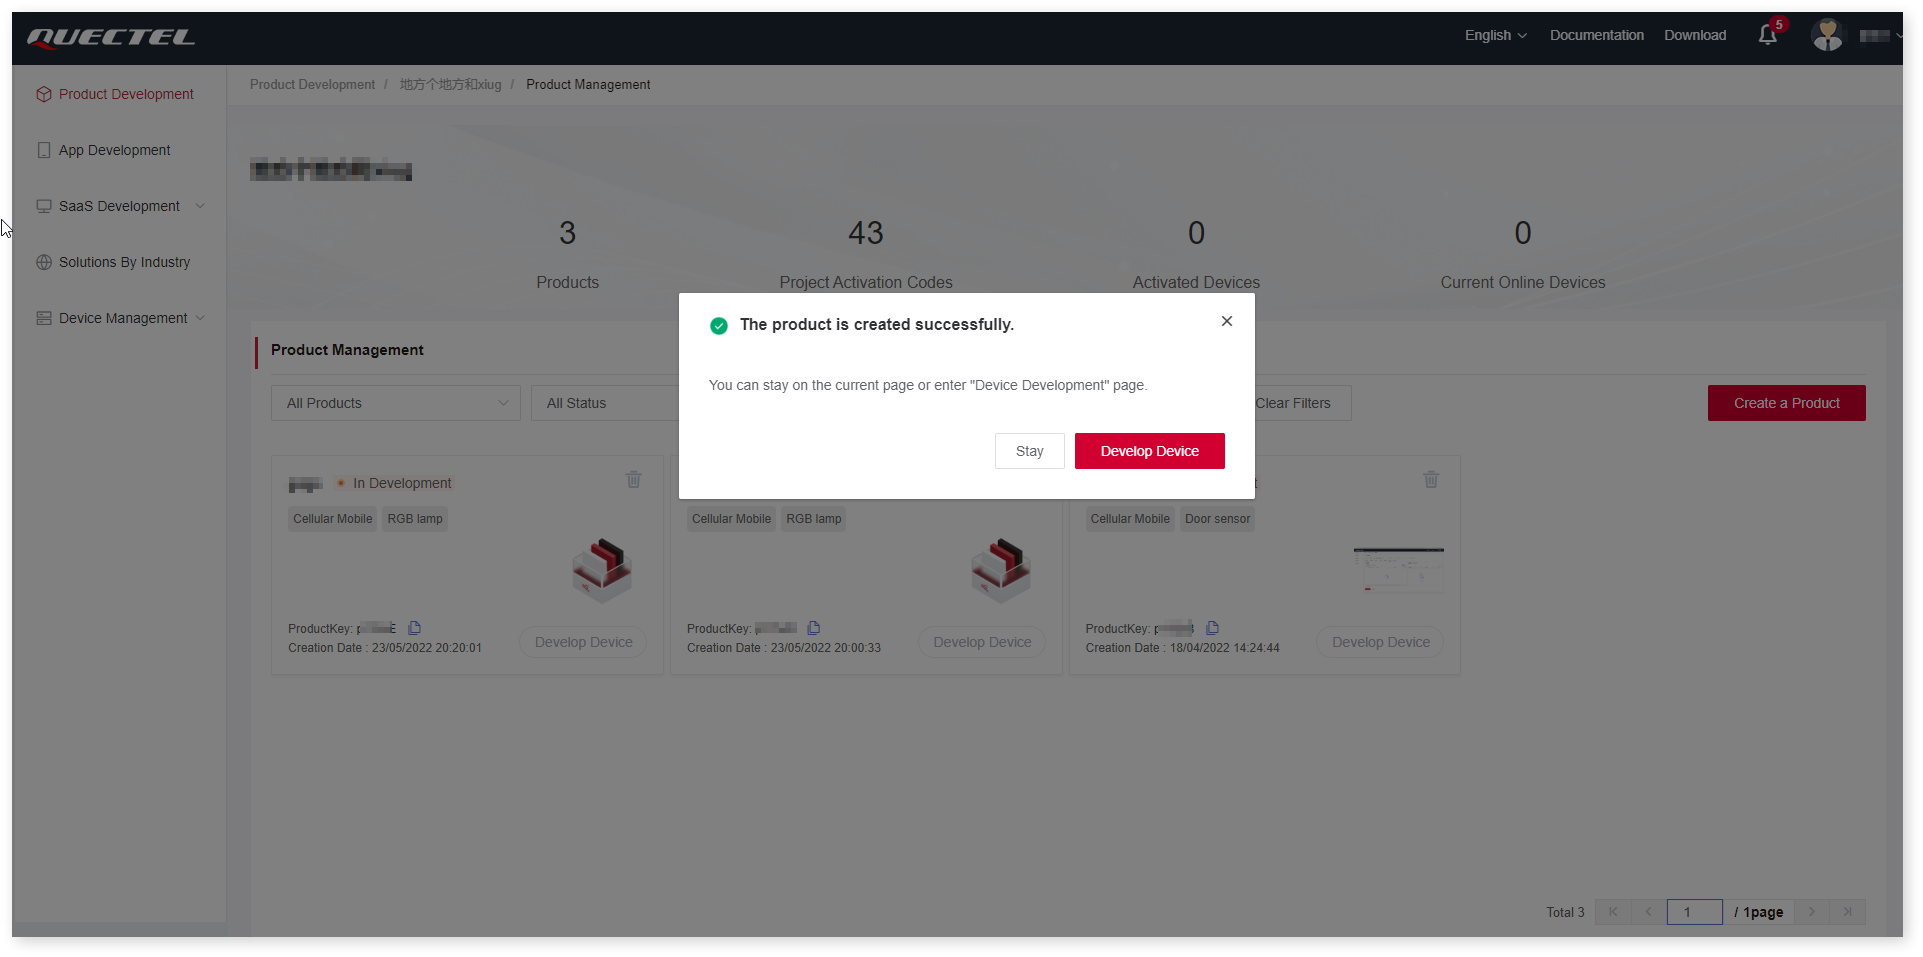 QUECTEL
English
Documentation
Download
5
Product Development
App Development
SaaS Development
Solutions By Industry
Device Management
Product Development / 地方个地方和xiug / Product Management
3
Products
43
Project Activation Codes
0
Activated Devices
0
Current Online Devices
The product is created successfully.
You can stay on the current page or enter "Device Development" page.
Stay
Develop Device
Product Management
All Products
All Status
Clear Filters
Create a Product
In Development
Cellular Mobile
RGB lamp
ProductKey:
Creation Date : 23/05/2022 20:20:01
Develop Device
Cellular Mobile
RGB lamp
ProductKey:
Creation Date : 23/05/2022 20:00:33
Develop Device
Cellular Mobile
Door sensor
ProductKey:
Creation Date : 18/04/2022 14:24:44
Develop Device
Total 3
1
/ 1page